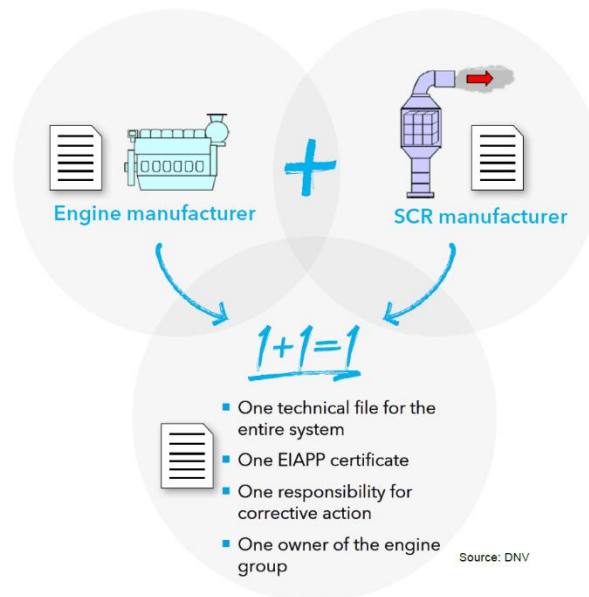 +
Engine manufacturer
SCR manufacturer
1+1=1
▪ One technical file for the
entire system
▪ One EIAPP certificate
▪ One responsibility for
corrective action
▪ One owner of the engine
group
Source: DNV